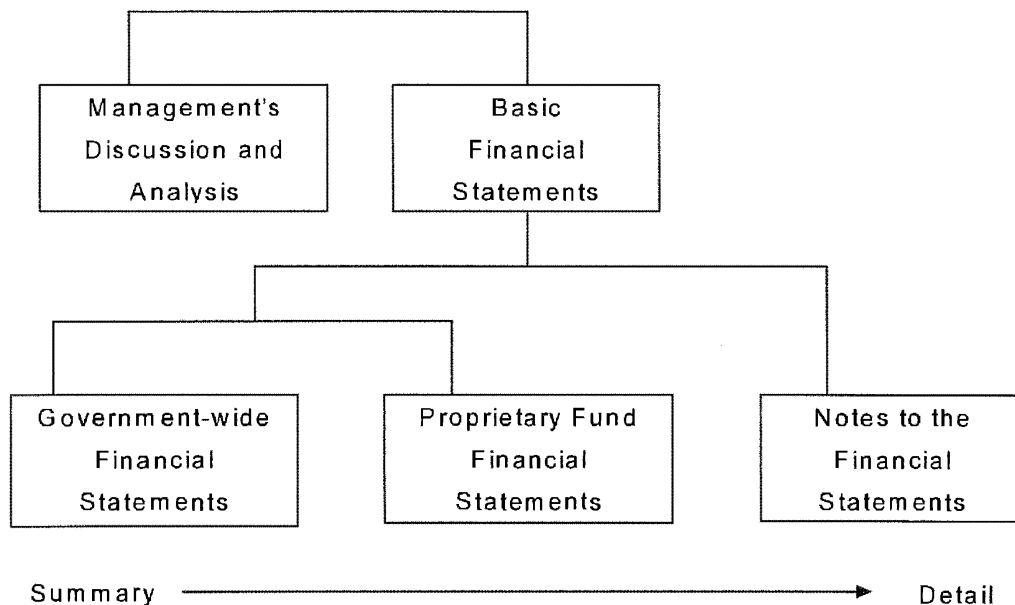 Management's
Discussion and
Analysis
Basic
Financial
Statements
Government-wide
Financial
Statements
Proprietary Fund
Financial
Statements
Notes to the
Financial
Statements
Summary
Detail